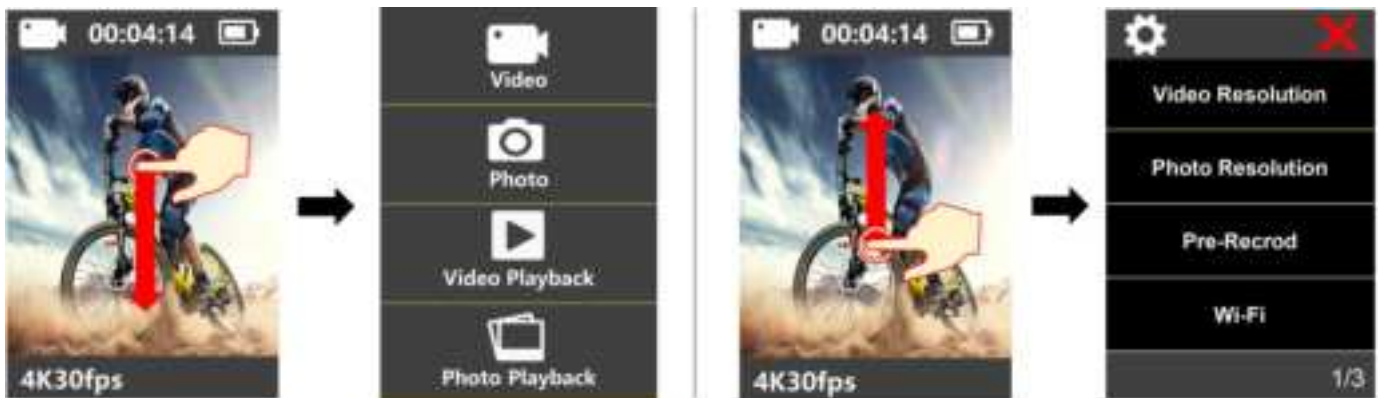 00:04:14
4K30fps
Video
Photo
Video Playback
Photo Playback
00:04:14
4K30fps
Video Resolution
Photo Resolution
Pre-Recrod
Wi-Fi
1/3